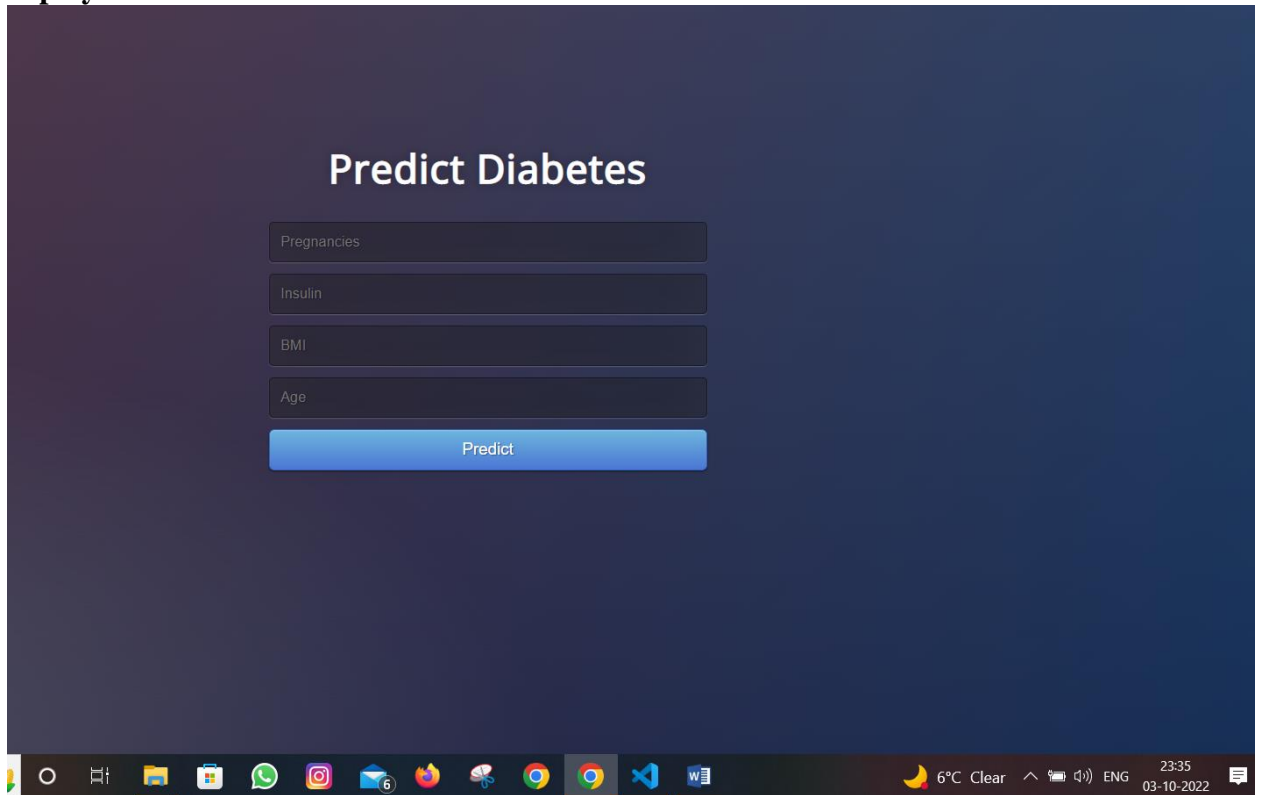 Predict Diabetes
Pregnancies
Insulin
BMI
Age
Predict
6
W
6°C Clear
ENG
23:35
03-10-2022